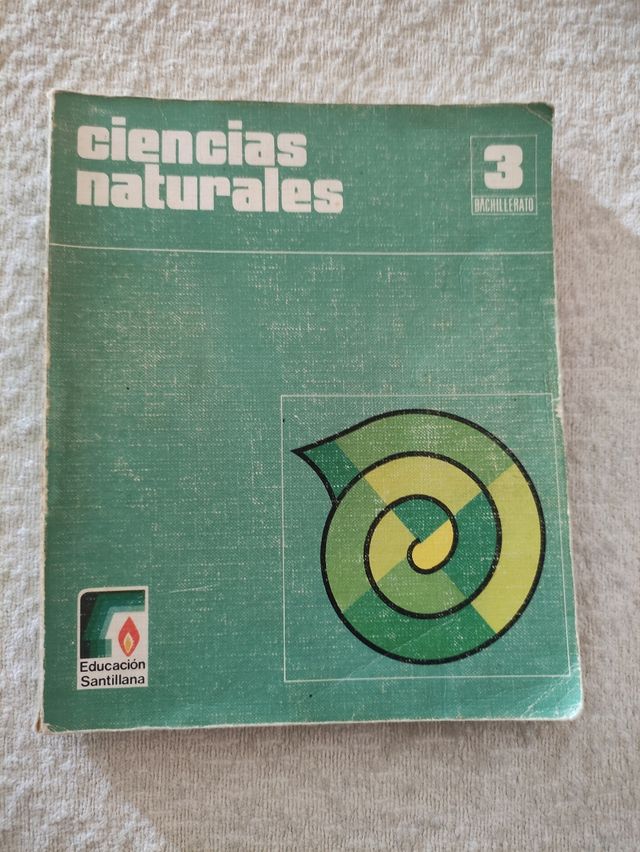 ciencias
naturales
3
BACHILLERATO
Educación
Santillana